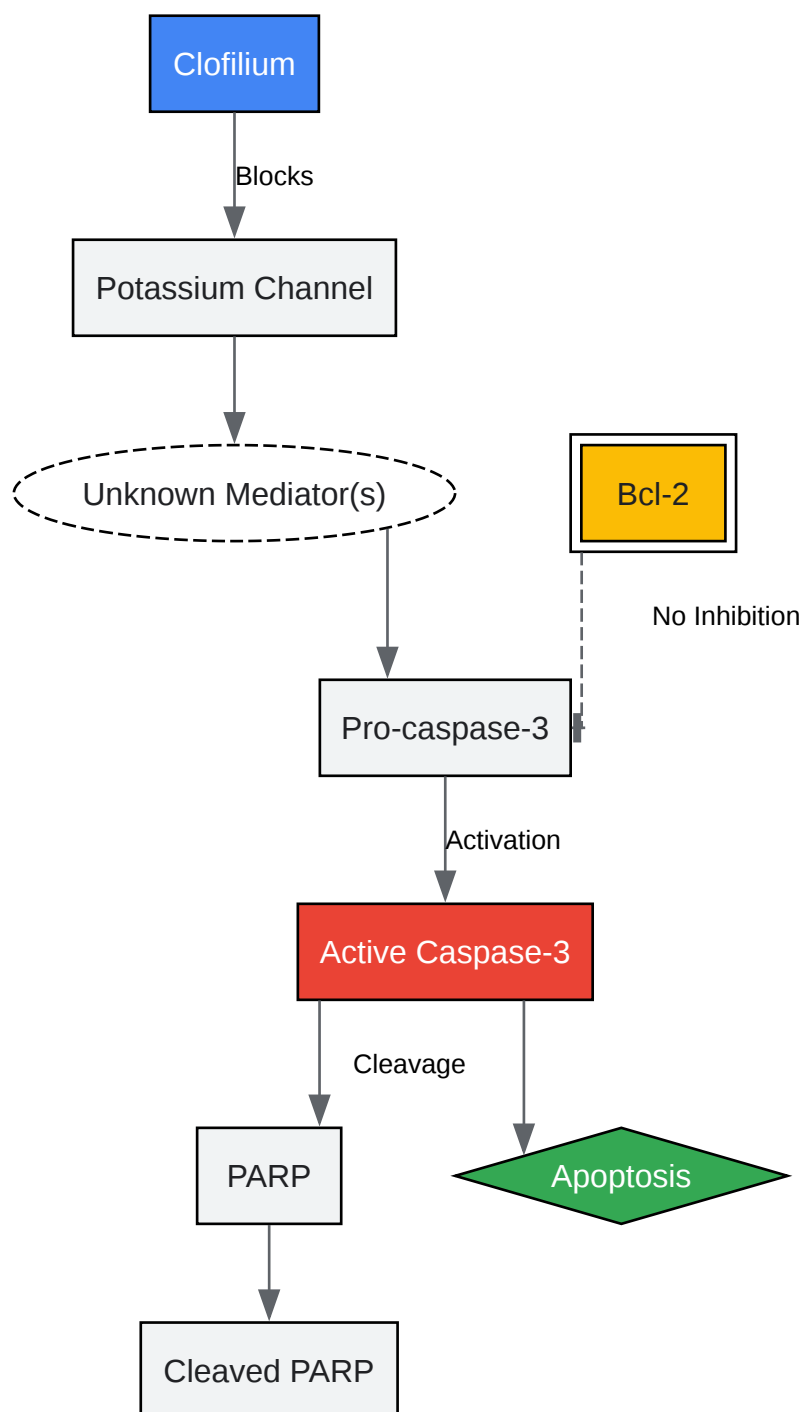 Clofilium
Blocks
Potassium Channel
Unknown Mediator(s)
Bcl-2
No Inhibition
Pro-caspase-3
Activation
Active Caspase-3
Cleavage
PARP
Apoptosis
Cleaved PARP